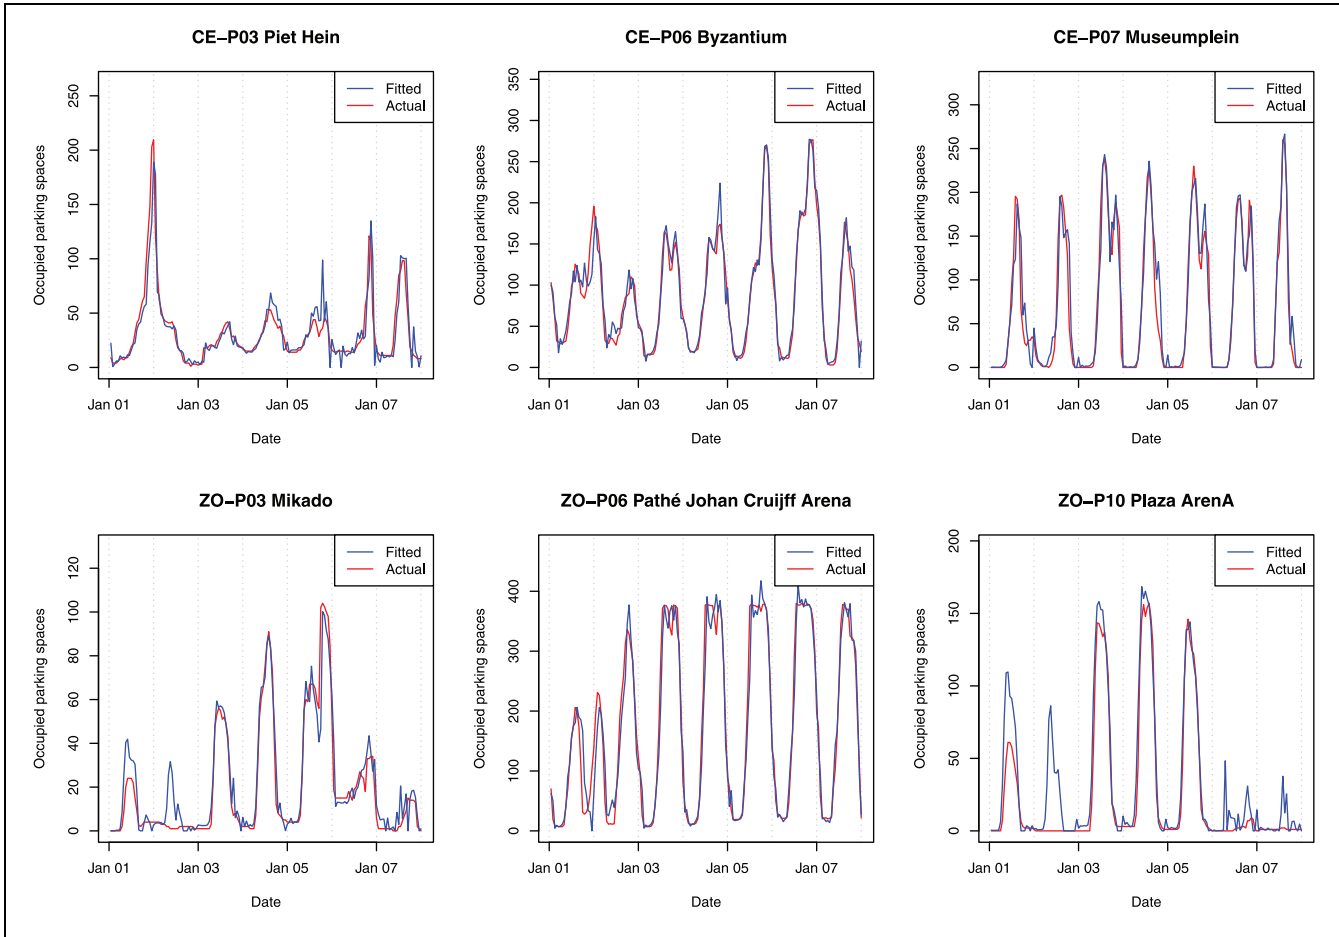 CE–P03 Piet Hein
Fitted
Actual
Occupied parking spaces
250
200
150
100
50
0
Jan 01
Jan 03
Jan 05
Jan 07
Date
CE–P06 Byzantium
Fitted
Actual
Occupied parking spaces
350
300
250
200
150
100
50
0
Jan 01
Jan 03
Jan 05
Jan 07
Date
CE–P07 Museumplein
Fitted
Actual
Occupied parking spaces
300
250
200
150
100
50
0
Jan 01
Jan 03
Jan 05
Jan 07
Date
ZO–P03 Mikado
Fitted
Actual
Occupied parking spaces
120
100
80
60
40
20
0
Jan 01
Jan 03
Jan 05
Jan 07
Date
ZO–P06 Pathé Johan Cruijff Arena
Fitted
Actual
Occupied parking spaces
400
300
200
100
0
Jan 01
Jan 03
Jan 05
Jan 07
Date
ZO–P10 Plaza ArenA
Fitted
Actual
Occupied parking spaces
200
150
100
50
0
Jan 01
Jan 03
Jan 05
Jan 07
Date